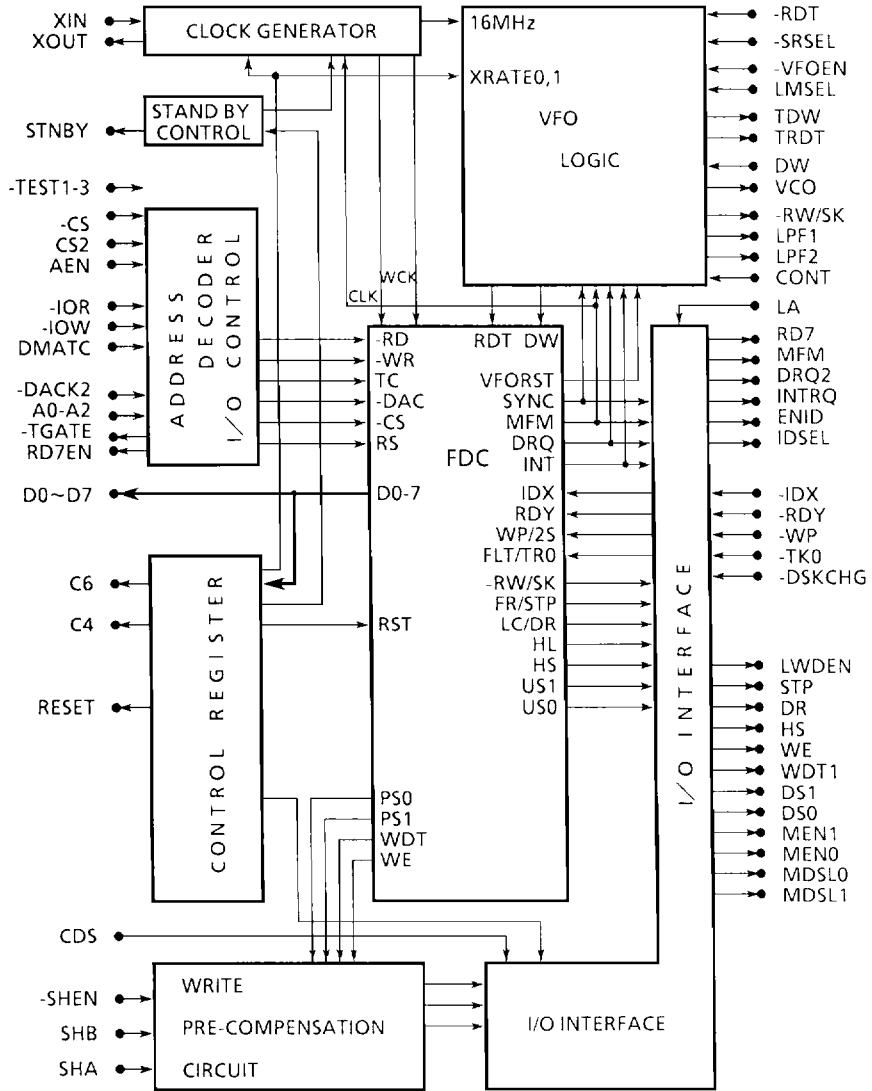 XIN
XOUT
CLOCK GENERATOR
STNBY
STAND BY
CONTROL
16MHz
XRATE0,1
VFO
LOGIC
-RDT
-SRSEL
-VFOEN
LMSEL
TDW
TRDT
DW
VCO
-RW/SK
LPF1
LPF2
CONT
LA
-TEST1-3
-CS
CS2
AEN
-IOR
-IOW
DMATC
-DACK2
A0-A2
-TGATE
RD7EN
ADDRESS
DECODER
I/O CONTROL
WCK
CLK
-RD
-WR
TC
-DAC
-CS
RS
D0-7
RST
FDC
RDT DW
VFORST
SYNC
MFM
DRQ
INT
IDX
RDY
WP/2S
FLT/TR0
-RW/SK
FR/STP
LC/DR
HL
HS
US1
US0
PS0
PS1
WDT
WE
D0~D7
C6
C4
RESET
CONTROL REGISTER
RD7
MFM
DRQ2
INTRQ
ENID
IDSEL
-IDX
-RDY
-WP
-TK0
-DSKCHG
LWDEN
STP
DR
HS
WE
WDT1
DS1
DS0
MEN1
MEN0
MDSL0
MDSL1
I/O INTERFACE
CDS
-SHEN
SHB
SHA
WRITE
PRE-COMPENSATION
CIRCUIT
I/O INTERFACE